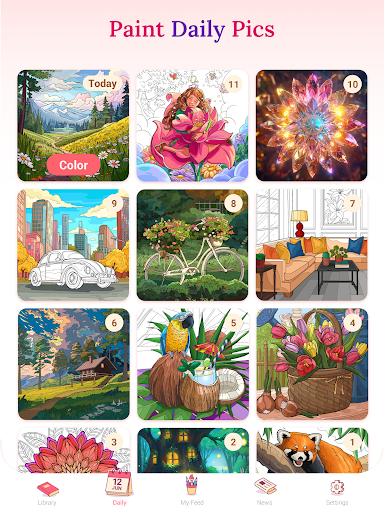 Paint Daily Pics
Today
Color
11
10
9
8
7
6
5
4
3
2
1
12
JUN
Library
Daily
My Feed
News
Settings